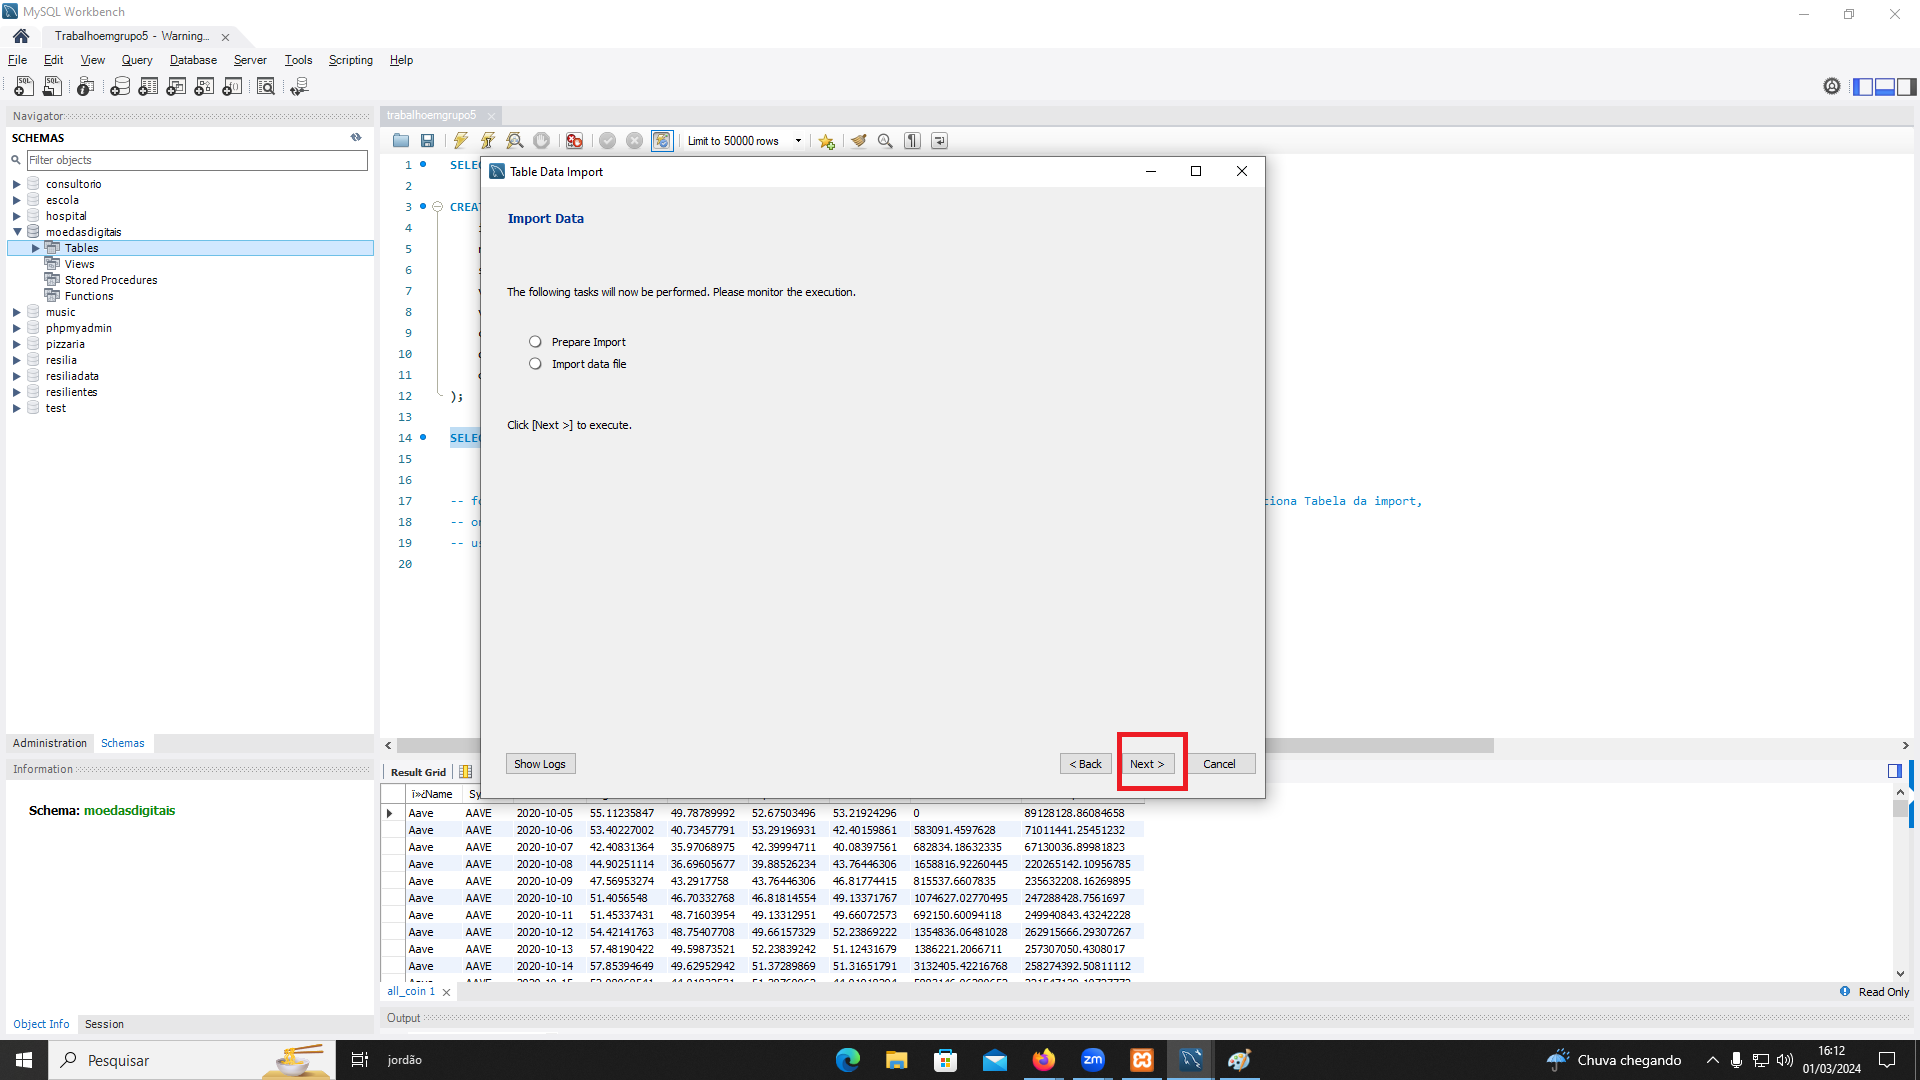 MySQL Workbench
Trabalhoemgrupo5 - Warning...
File Edit View Query Database Server Tools Scripting Help
Navigator
SCHEMAS
Filter objects
consultorio
escola
hospital
moedasdigitais
Tables
Views
Stored Procedures
Functions
music
phpmyadmin
pizzaria
resilia
resiliadata
resilientes
test
Administration Schemas
Information
Schema: moedasdigitais
Object Info Session
trabalhoemgrupo5
Limit to 50000 rows
1
2
3
4
5
6
7
8
9
10
11
12 );
13
14
15
16
17 -- ciona Tabela da import,
18 --
19 --
20
Table Data Import
Import Data
The following tasks will now be performed. Please monitor the execution.
Prepare Import
Import data file
Click [Next >] to execute.
Show Logs < Back Next > Cancel
Result Grid
ï»¿Name
Aave AAVE 2020-10-05 55.11235847 49.78789992 52.67503496 53.21924296 0 89128128.86084658
Aave AAVE 2020-10-06 53.40227002 40.73457791 53.29196931 42.40159861 583091.4597628 71011441.25451232
Aave AAVE 2020-10-07 42.40831364 35.97068975 42.39994711 40.08397561 682834.18632335 67130036.89981823
Aave AAVE 2020-10-08 44.90251114 36.69605677 39.88526234 43.76446306 1658816.92260445 220265142.10956785
Aave AAVE 2020-10-09 47.56953274 43.2917758 43.76446306 46.81774415 815537.6607835 235632208.16269895
Aave AAVE 2020-10-10 51.4056548 46.70332768 46.81814554 49.13371767 1074627.02770495 247288428.7561697
Aave AAVE 2020-10-11 51.45337431 48.71603954 49.13312951 49.66072573 692150.60094118 249940843.43242228
Aave AAVE 2020-10-12 54.42141763 48.75407708 49.66157329 52.23869222 1354836.06481028 262915666.29307267
Aave AAVE 2020-10-13 57.48190422 49.59873521 52.23839242 51.12431679 1386221.2066711 257307050.4308017
Aave AAVE 2020-10-14 57.85394649 49.62952942 51.37289869 51.31651791 3132405.42216768 258274392.50811112
all_coin 1
Read Only
Output
Pesquisar
jordão
zm
Chuva chegando
16:12
01/03/2024